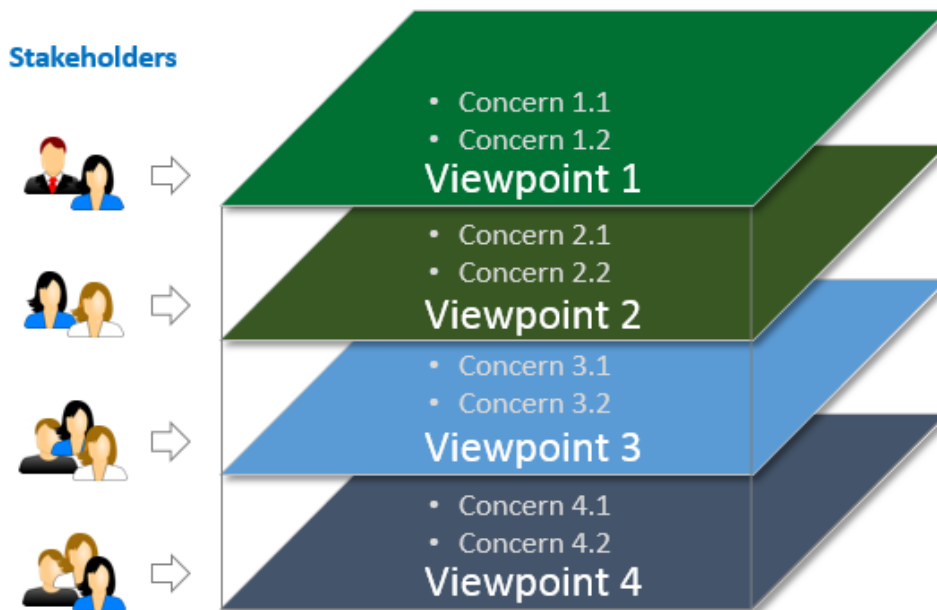 Stakeholders
• Concern 1.1
• Concern 1.2
Viewpoint 1
• Concern 2.1
• Concern 2.2
Viewpoint 2
• Concern 3.1
• Concern 3.2
Viewpoint 3
• Concern 4.1
• Concern 4.2
Viewpoint 4